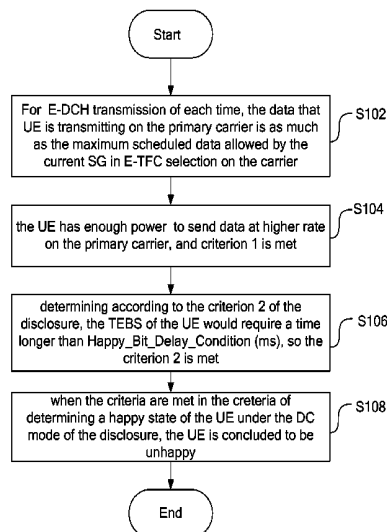 Start
For E-DCH transmission of each time, the data that
UE is transmitting on the primary carrier is as much
as the maximum scheduled data allowed by the
current SG in E-TFC selection on the carrier
S102
the UE has enough power to send data at higher rate
on the primary carrier, and criterion 1 is met
S104
determining according to the criterion 2 of the
disclosure, the TEBS of the UE would require a time
longer than Happy_Bit_Delay_Condition (ms), so the
criterion 2 is met
S106
when the criteria are met in the creteria of
determining a happy state of the UE under the DC
mode of the disclosure, the UE is concluded to be
unhappy
S108
End